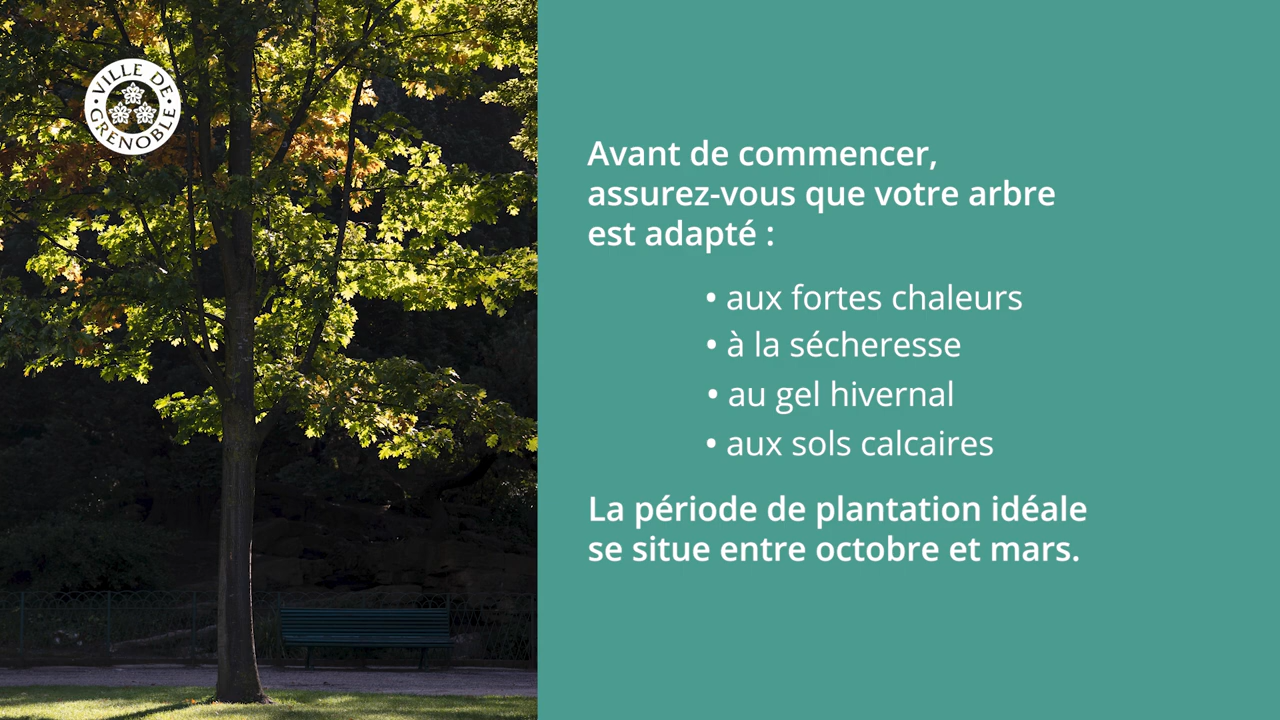 VILLE DE GRENOBLE
Avant de commencer,
assurez-vous que votre arbre
est adapté :
• aux fortes chaleurs
• à la sécheresse
• au gel hivernal
• aux sols calcaires
La période de plantation idéale
se situe entre octobre et mars.